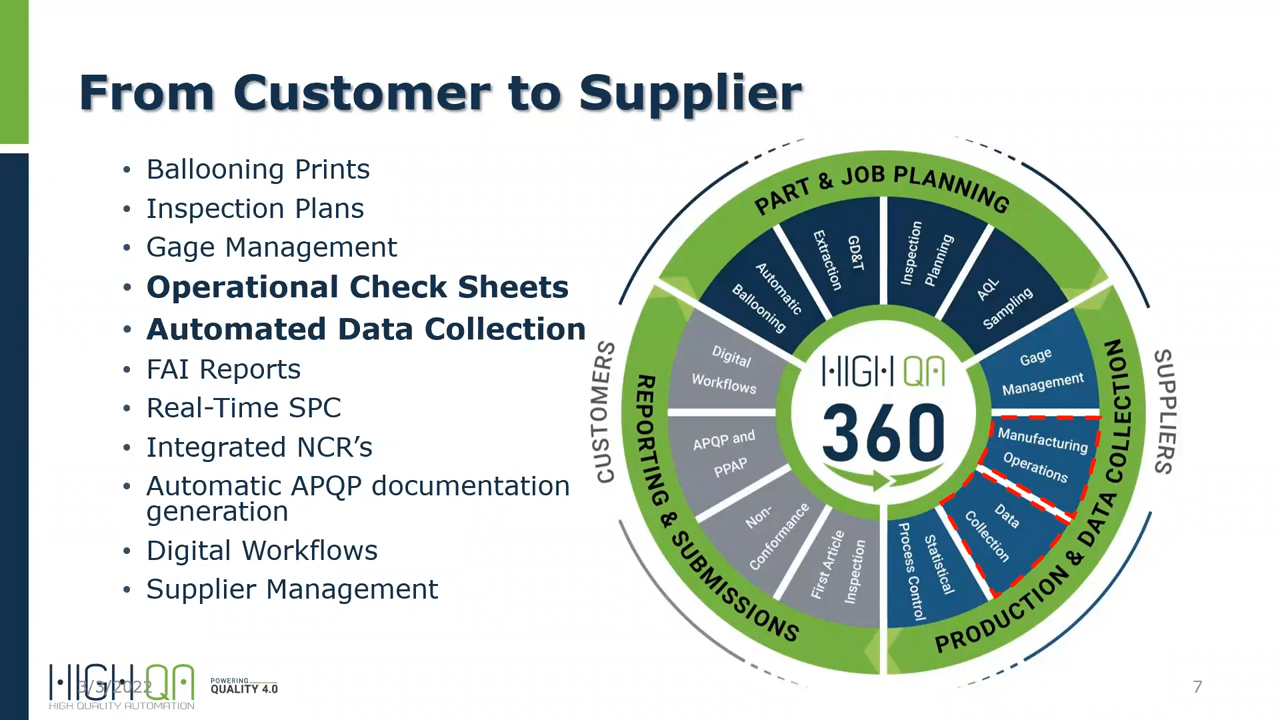 From Customer to Supplier
• Ballooning Prints
• Inspection Plans
• Gage Management
• Operational Check Sheets
• Automated Data Collection
• FAI Reports
• Real-Time SPC
• Integrated NCR’s
• Automatic APQP documentation
generation
• Digital Workflows
• Supplier Management
PART & JOB PLANNING
Automatic
Ballooning
GD&T
Extraction
Inspection
Planning
AQL
Sampling
SUPPLIERS
PRODUCTION & DATA COLLECTION
Gage
Management
Manufacturing
Operations
Data
Collection
Statistical
Process Control
CUSTOMERS
REPORTING & SUBMISSIONS
First Article
Inspection
Non-
Conformance
APQP and
PPAP
Digital
Workflows
HIGH QA
360
HIGH QA
HIGH QUALITY AUTOMATION
POWERING
QUALITY 4.0
3/3/2022
7